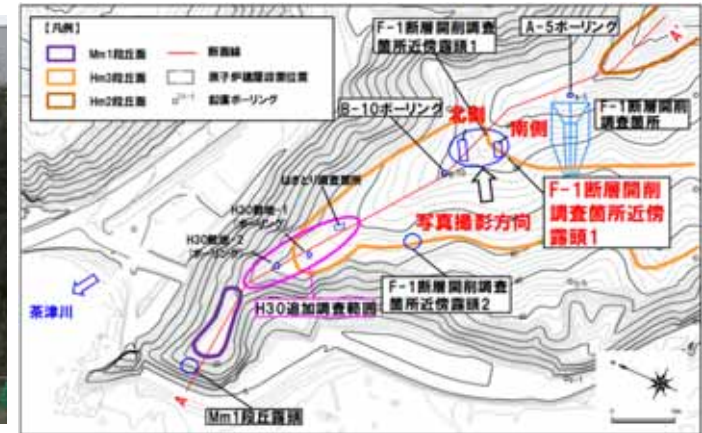 【凡例】
Mm1段丘面
Hm3段丘面
Hm2段丘面
断面線
原子炉建屋設置位置
鉛直ボーリング
F-1断層開削調査
箇所近傍露頭1
A-5ボーリング
A'
B-10ボーリング
北側
南側
F-1断層開削
調査箇所
はぎとり調査箇所
H30敷地-1
(ボーリング)
H30敷地-2
(ボーリング)
写真撮影方向
F-1断層開削
調査箇所近傍
露頭1
F-1断層開削調査
箇所近傍露頭2
茶津川
H30追加調査範囲
A
Mm1段丘露頭